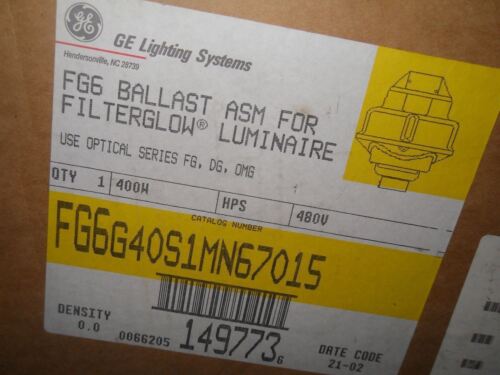 GE Lighting Systems
Hendersonville, NC 28739
FG6 BALLAST ASM FOR
FILTERGLOW® LUMINAIRE
USE OPTICAL SERIES FG, DG, OMG
QTY 1 400W HPS 480V
CATALOG NUMBER
FG6G40S1MN67015
DENSITY
0.0 0066205 149773 6
DATE CODE
21-02